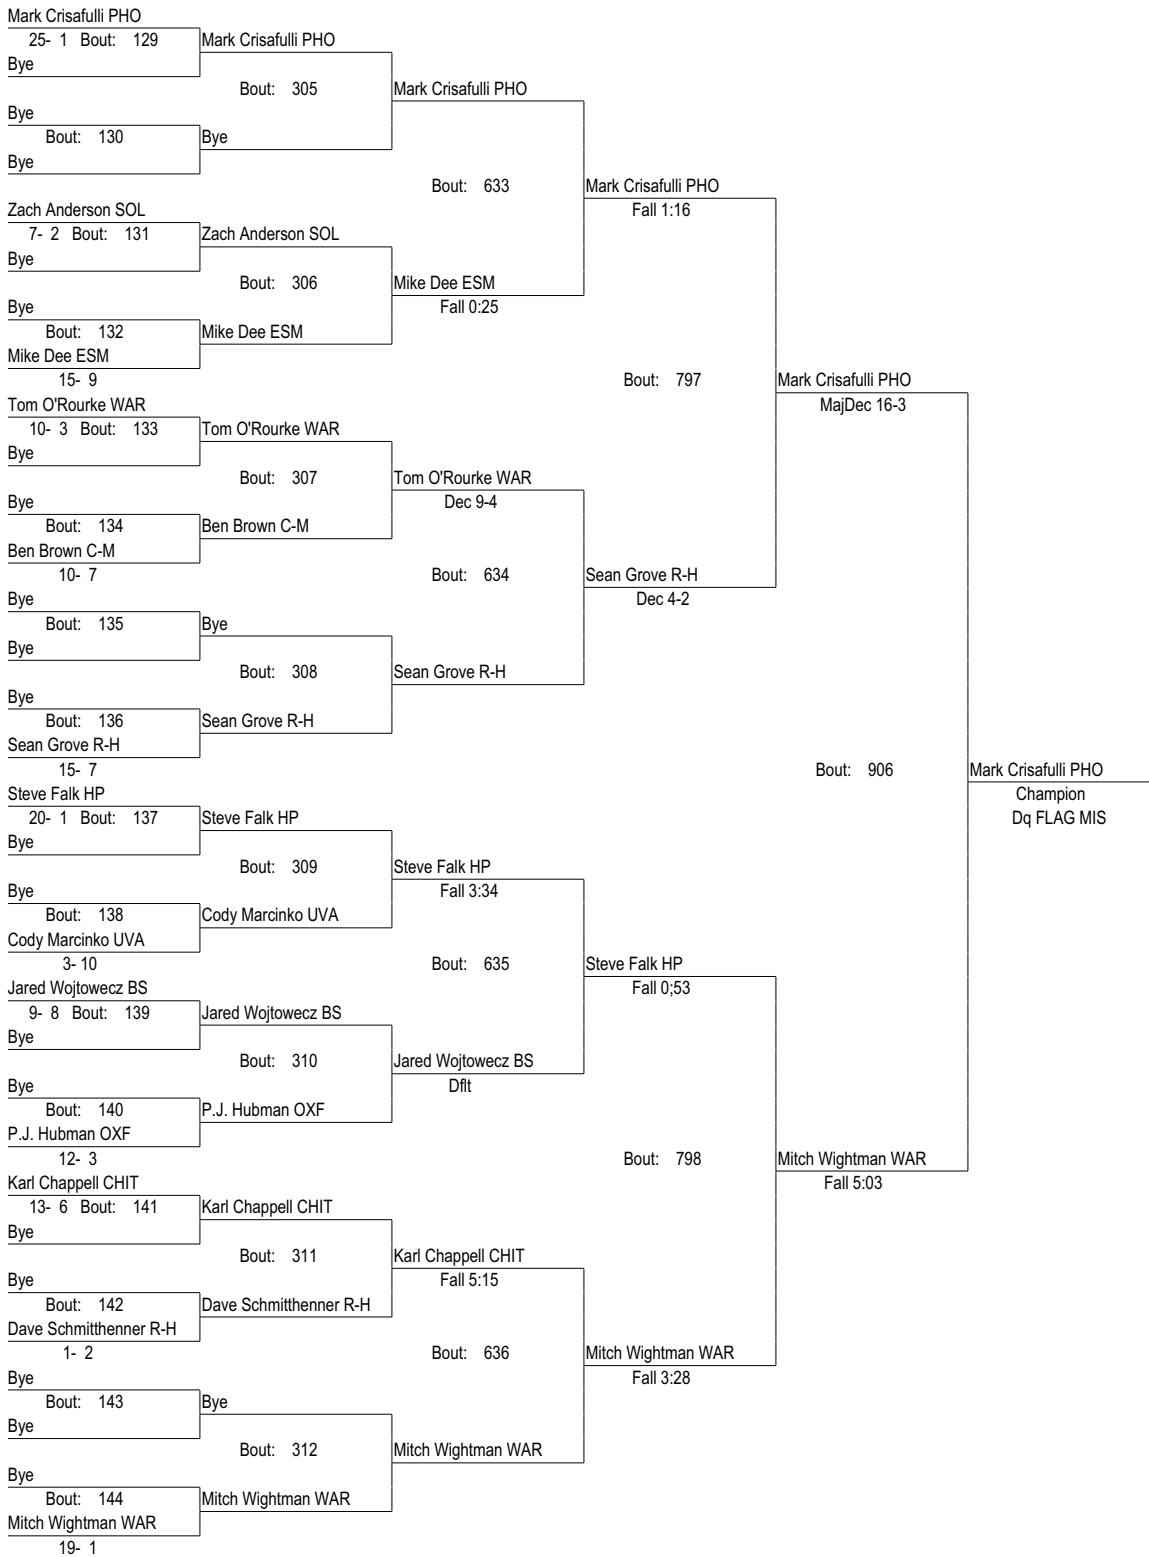 Mark Crisafulli PHO
25- 1 Bout: 129 Mark Crisafulli PHO
Bye
Bout: 305 Mark Crisafulli PHO
Bye
Bout: 130 Bye
Bye
Bout: 633 Mark Crisafulli PHO
Zach Anderson SOL Fall 1:16
7- 2 Bout: 131 Zach Anderson SOL
Bye
Bout: 306 Mike Dee ESM
Bye Fall 0:25
Bout: 132 Mike Dee ESM
Mike Dee ESM
15- 9 Bout: 797 Mark Crisafulli PHO
Tom O'Rourke WAR MajDec 16-3
10- 3 Bout: 133 Tom O'Rourke WAR
Bye
Bout: 307 Tom O'Rourke WAR
Bye Dec 9-4
Bout: 134 Ben Brown C-M
Ben Brown C-M
10- 7 Bout: 634 Sean Grove R-H
Bye Dec 4-2
Bout: 135 Bye
Bye
Bout: 308 Sean Grove R-H
Bye
Bout: 136 Sean Grove R-H
Sean Grove R-H
15- 7 Bout: 906 Mark Crisafulli PHO
Steve Falk HP Champion
20- 1 Bout: 137 Steve Falk HP Dq FLAG MIS
Bye
Bout: 309 Steve Falk HP
Bye Fall 3:34
Bout: 138 Cody Marcinko UVA
Cody Marcinko UVA
3- 10 Bout: 635 Steve Falk HP
Jared Wojtowecz BS Fall 0;53
9- 8 Bout: 139 Jared Wojtowecz BS
Bye
Bout: 310 Jared Wojtowecz BS
Bye Dflt
Bout: 140 P.J. Hubman OXF
P.J. Hubman OXF
12- 3 Bout: 798 Mitch Wightman WAR
Karl Chappell CHIT Fall 5:03
13- 6 Bout: 141 Karl Chappell CHIT
Bye
Bout: 311 Karl Chappell CHIT
Bye Fall 5:15
Bout: 142 Dave Schmitthenner R-H
Dave Schmitthenner R-H
1- 2 Bout: 636 Mitch Wightman WAR
Bye Fall 3:28
Bout: 143 Bye
Bye
Bout: 312 Mitch Wightman WAR
Bye
Bout: 144 Mitch Wightman WAR
Mitch Wightman WAR
19- 1